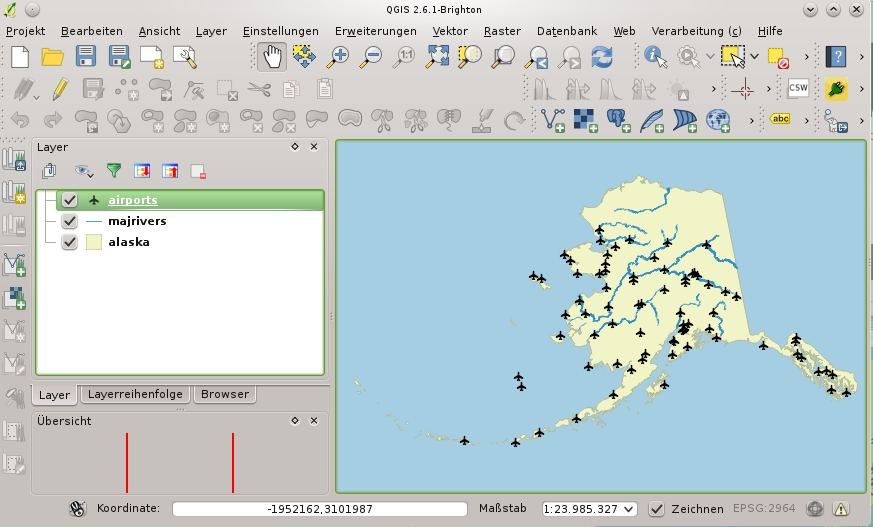 QGIS 2.6.1-Brighton
Projekt Bearbeiten Ansicht Layer Einstellungen Erweiterungen Vektor Raster Datenbank Web Verarbeitung (c) Hilfe
1:1
CSW
abc
Layer
airports
majrivers
alaska
Layer Layerreihenfolge Browser
Übersicht
Koordinate: -1952162,3101987 Maßstab 1:23.985.327 Zeichnen EPSG:2964